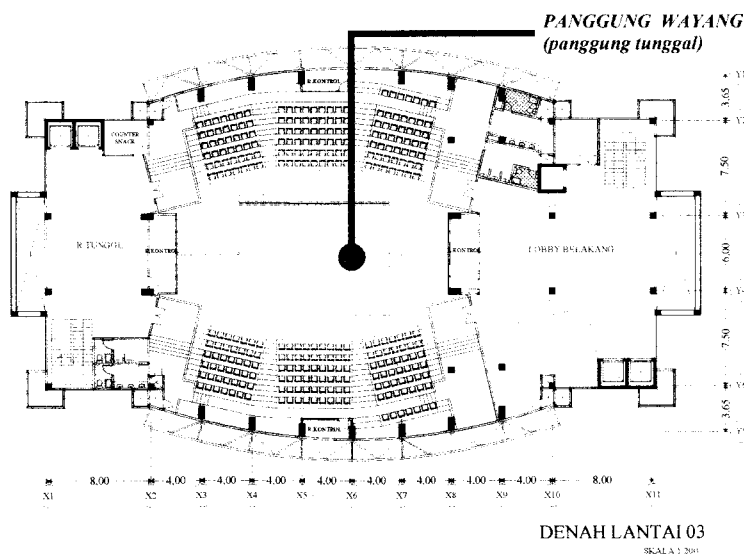 PANGGUNG WAYANG
(panggung tunggal)
R.KONTROL
COUNTER
SNACK
R.TUNGGU
R.KONTROL
R.KONTROL
LOBBY BELAKANG
R.KONTROL
3.65
7.50
6.00
7.50
3.65
8.00 4.00 4.00 4.00 4.00 4.00 4.00 4.00 4.00 8.00
X1 X2 X3 X4 X5 X6 X7 X8 X9 X10 X11
DENAH LANTAI 03
SKALA 1:200